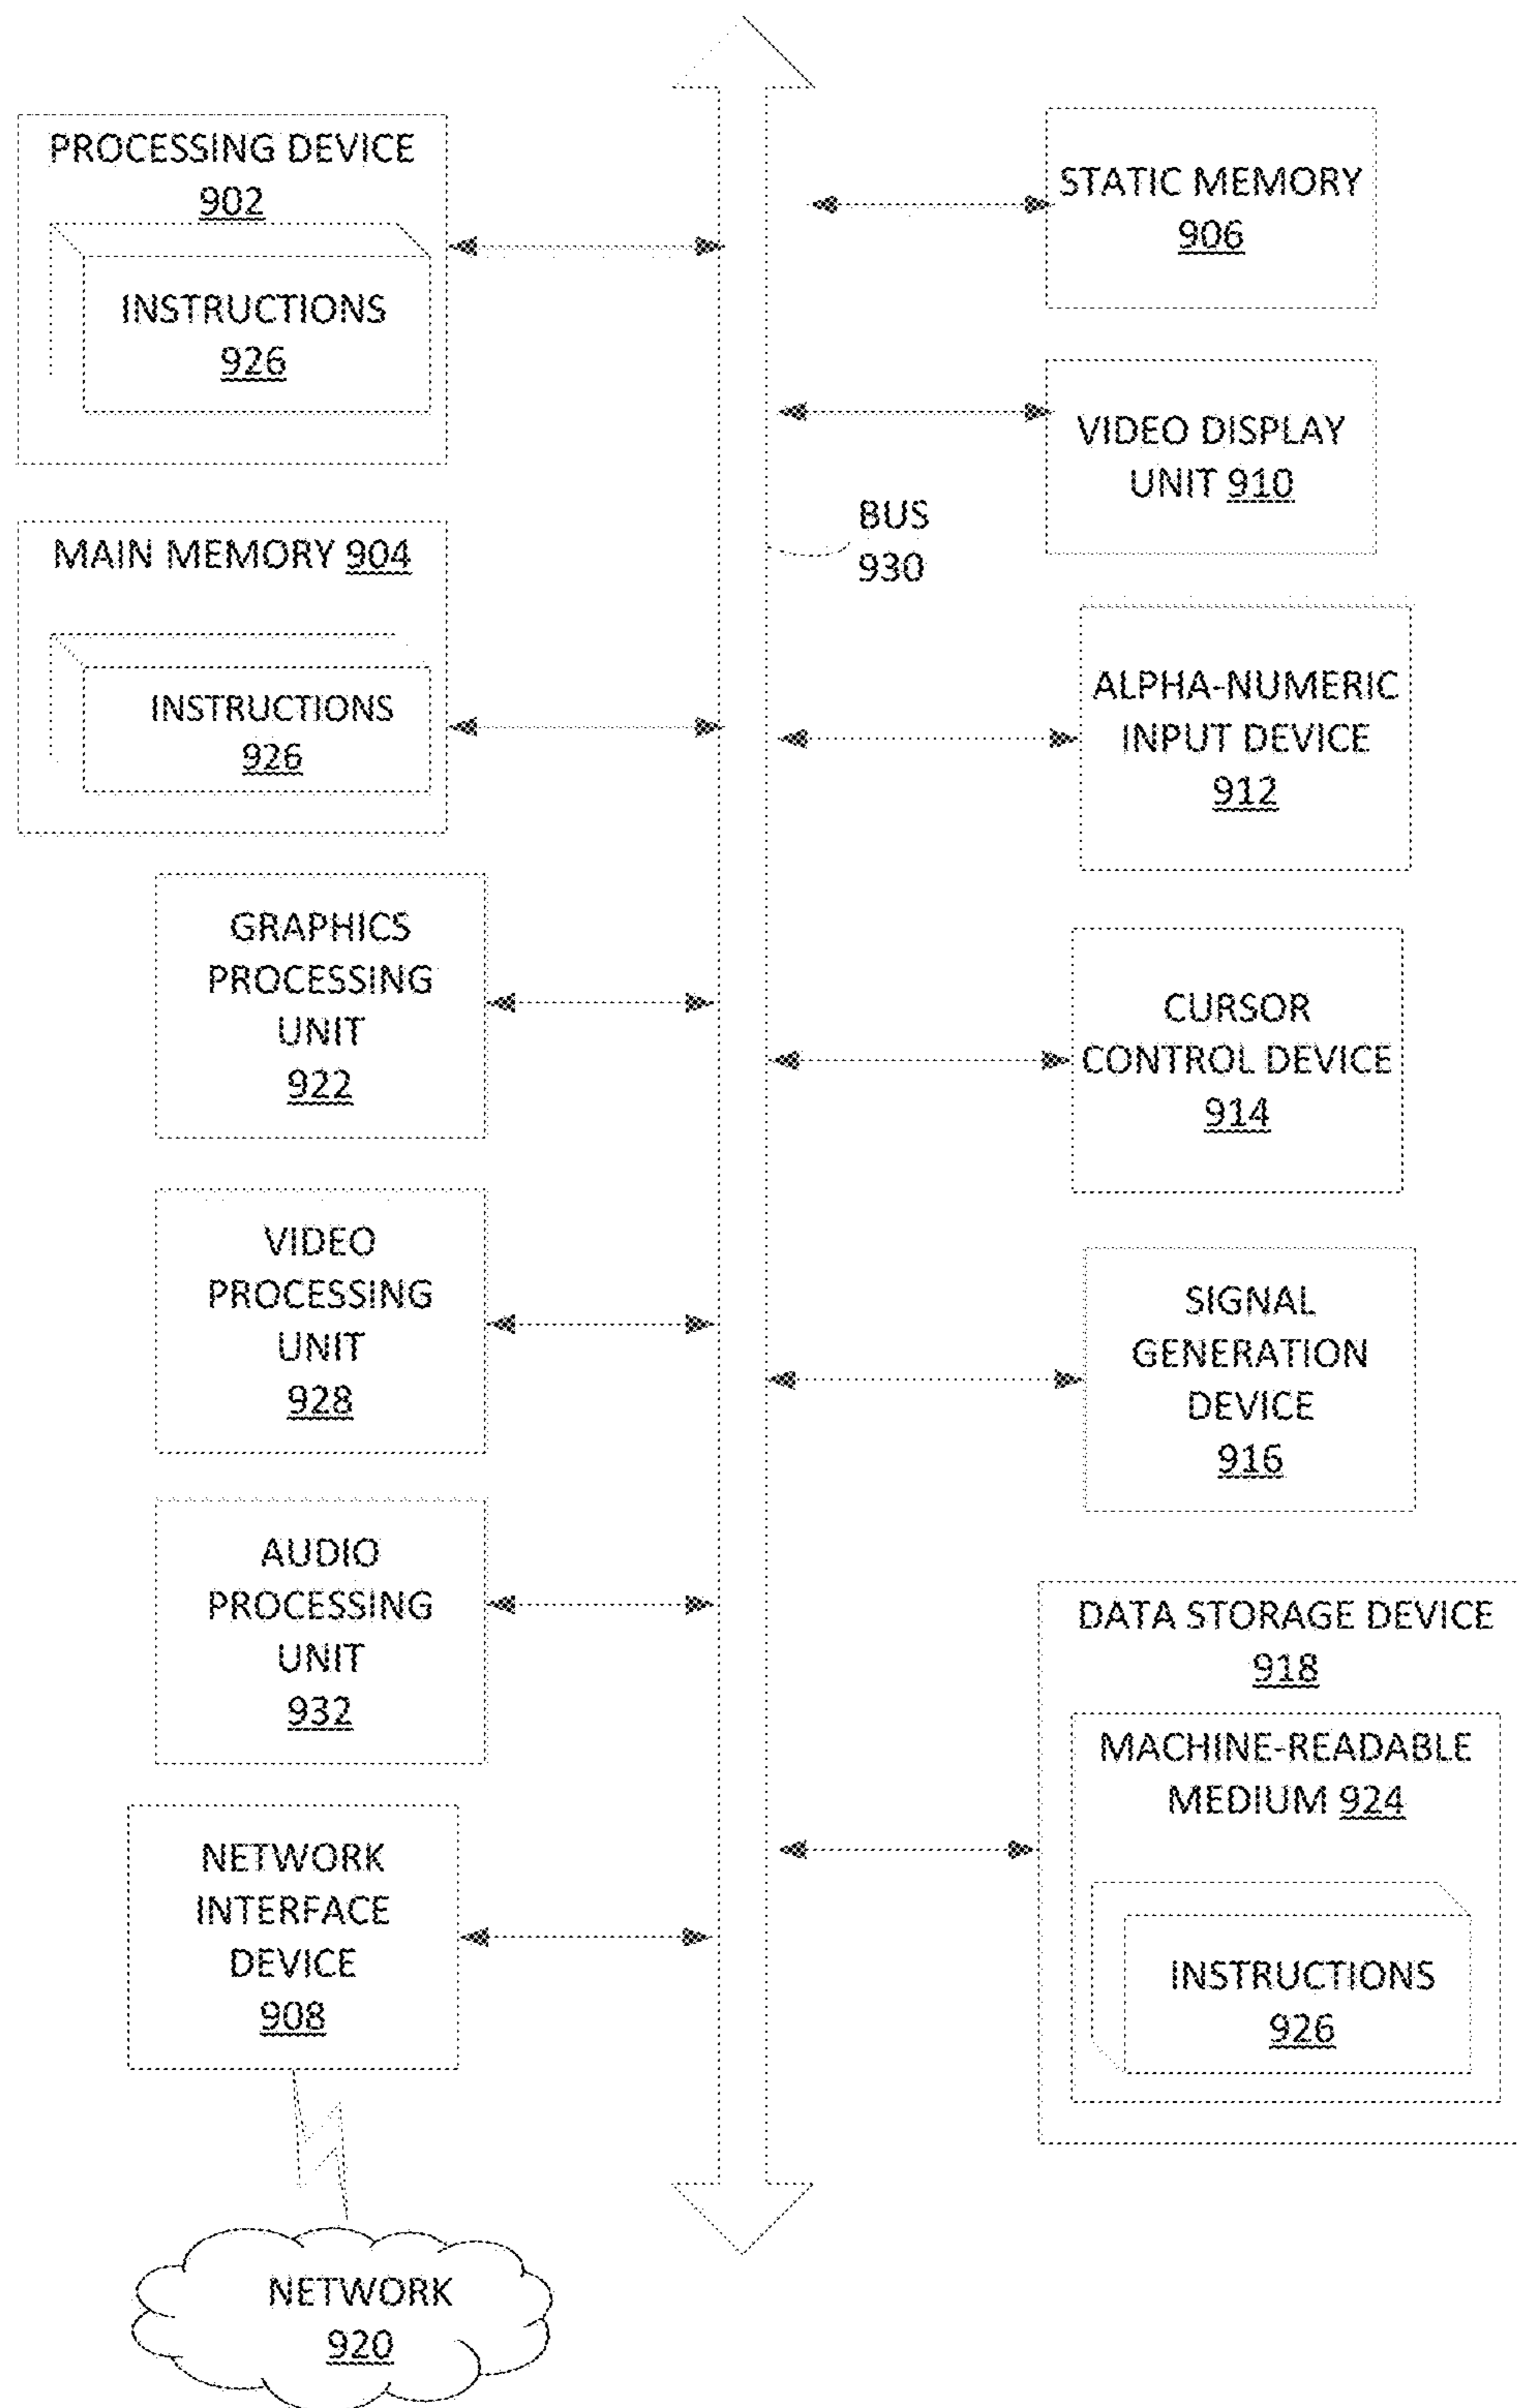 PROCESSING DEVICE
902
INSTRUCTIONS
926
MAIN MEMORY 904
INSTRUCTIONS
926
GRAPHICS
PROCESSING
UNIT
922
VIDEO
PROCESSING
UNIT
928
AUDIO
PROCESSING
UNIT
932
NETWORK
INTERFACE
DEVICE
908
NETWORK
920
BUS
930
STATIC MEMORY
906
VIDEO DISPLAY
UNIT 910
ALPHA-NUMERIC
INPUT DEVICE
912
CURSOR
CONTROL DEVICE
914
SIGNAL
GENERATION
DEVICE
916
DATA STORAGE DEVICE
918
MACHINE-READABLE
MEDIUM 924
INSTRUCTIONS
926